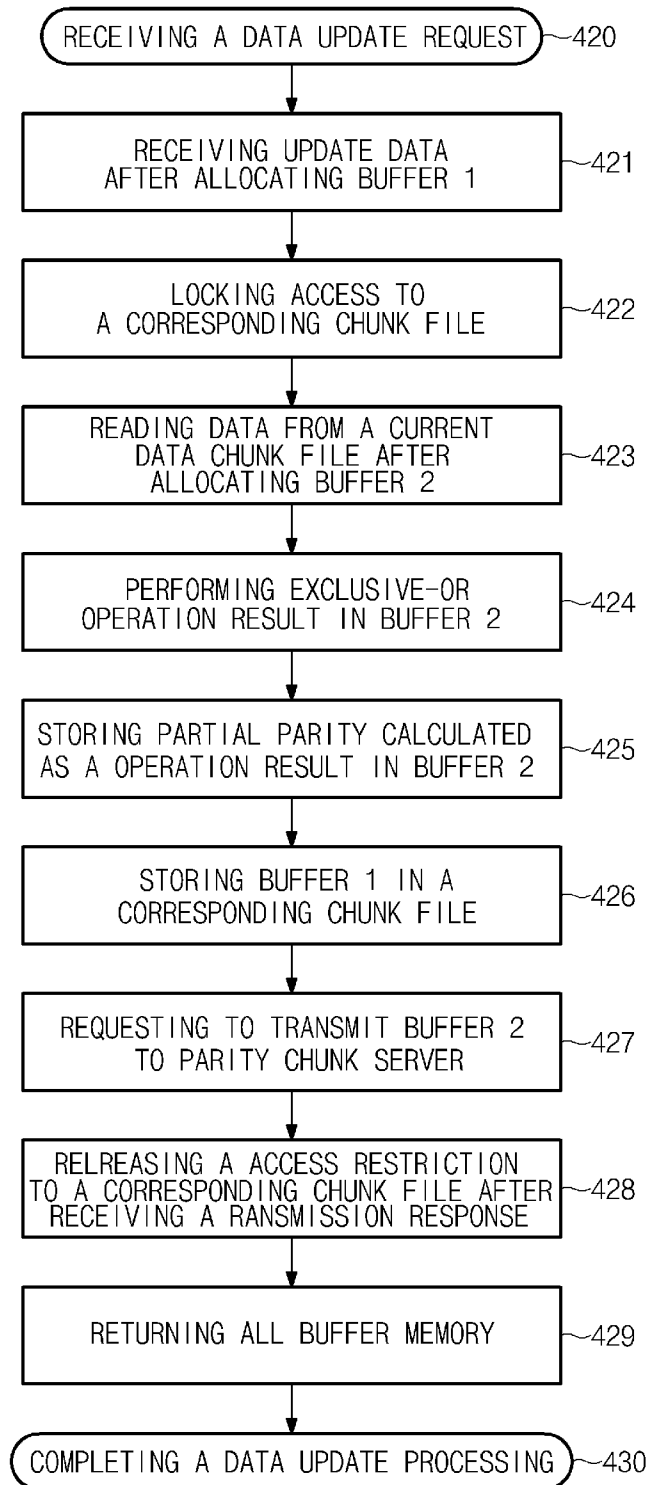 RECEIVING A DATA UPDATE REQUEST 420
RECEIVING UPDATE DATA
AFTER ALLOCATING BUFFER 1
421
LOCKING ACCESS TO
A CORRESPONDING CHUNK FILE
422
READING DATA FROM A CURRENT
DATA CHUNK FILE AFTER
ALLOCATING BUFFER 2
423
PERFORMING EXCLUSIVE-OR
OPERATION RESULT IN BUFFER 2
424
STORING PARTIAL PARITY CALCULATED
AS A OPERATION RESULT IN BUFFER 2
425
STORING BUFFER 1 IN A
CORRESPONDING CHUNK FILE
426
REQUESTING TO TRANSMIT BUFFER 2
TO PARITY CHUNK SERVER
427
RELREASING A ACCESS RESTRICTION
TO A CORRESPONDING CHUNK FILE AFTER
RECEIVING A RANSMISSION RESPONSE
428
RETURNING ALL BUFFER MEMORY 429
COMPLETING A DATA UPDATE PROCESSING 430